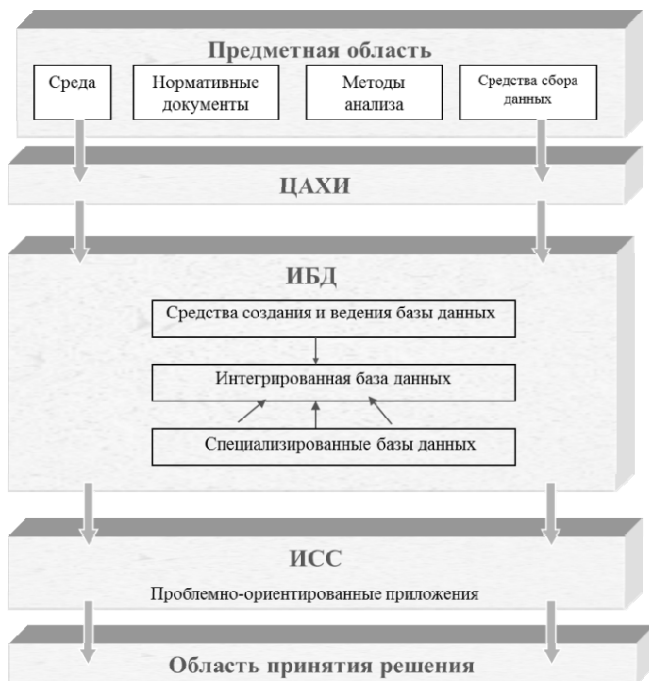 Предметная область
Среда
Нормативные
документы
Методы
анализа
Средства сбора
данных
ЦАХИ
ИБД
Средства создания и ведения базы данных
Интегрированная база данных
Специализированные базы данных
ИСС
Проблемно-ориентированные приложения
Область принятия решения